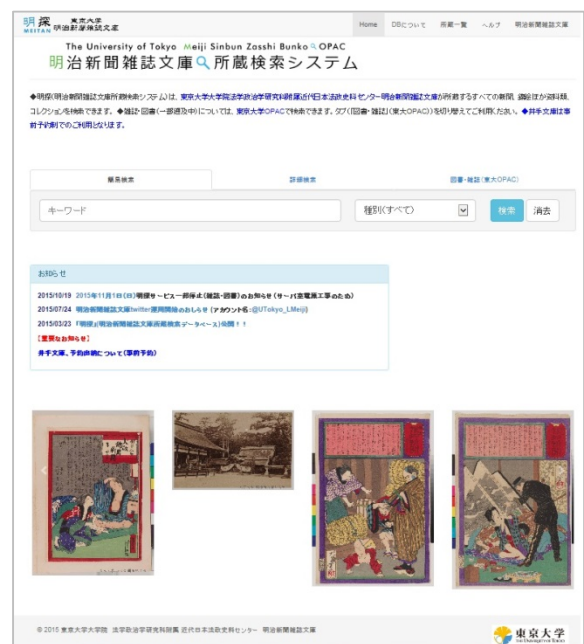 明探 東京大学
MEITAN 明治新聞雑誌文庫
Home DBについて 所蔵一覧 ヘルプ 明治新聞雑誌文庫
The University of Tokyo Meiji Sinbun Zasshi Bunko OPAC
明治新聞雑誌文庫 所蔵検索システム
◆明探(明治新聞雑誌文庫所蔵検索システム)は、東京大学大学院法学政治学研究科附属近代日本法政史料センター明治新聞雑誌文庫が所蔵するすべての新聞、錦絵ほか資料類、
コレクションを検索できます。◆雑誌・図書(一部遡及中)については、東京大学OPACで検索できます。タブ(「図書・雑誌」(東大OPAC))を切り替えてご利用ください。◆井手文庫は事
前予約制でのご利用となります。
簡易検索 詳細検索 図書・雑誌(東大OPAC)
キーワード 種別(すべて) 検索 消去
お知らせ
2015/10/19 2015年11月1日(日)明探サービス一部停止(雑誌・図書)のお知らせ(サーバ室電源工事のため)
2015/07/24 明治新聞雑誌文庫twitter運用開始のおしらせ (アカウント名:@UTokyo_LMeiji)
2015/03/23 「明探」(明治新聞雑誌文庫所蔵検索データベース)公開！！
【重要なお知らせ】
井手文庫、予約出納について(事前予約)
© 2015 東京大学大学院 法学政治学研究科附属 近代日本法政史料センター 明治新聞雑誌文庫
東京大学
The University of Tokyo